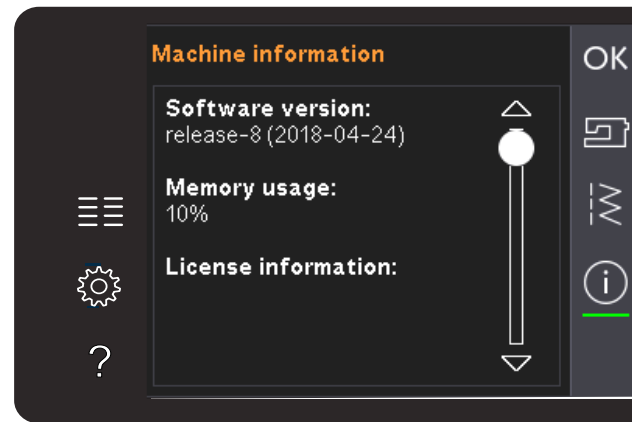 Machine information
OK
Software version:
release-8 (2018-04-24)
Memory usage:
10%
License information:
i
?